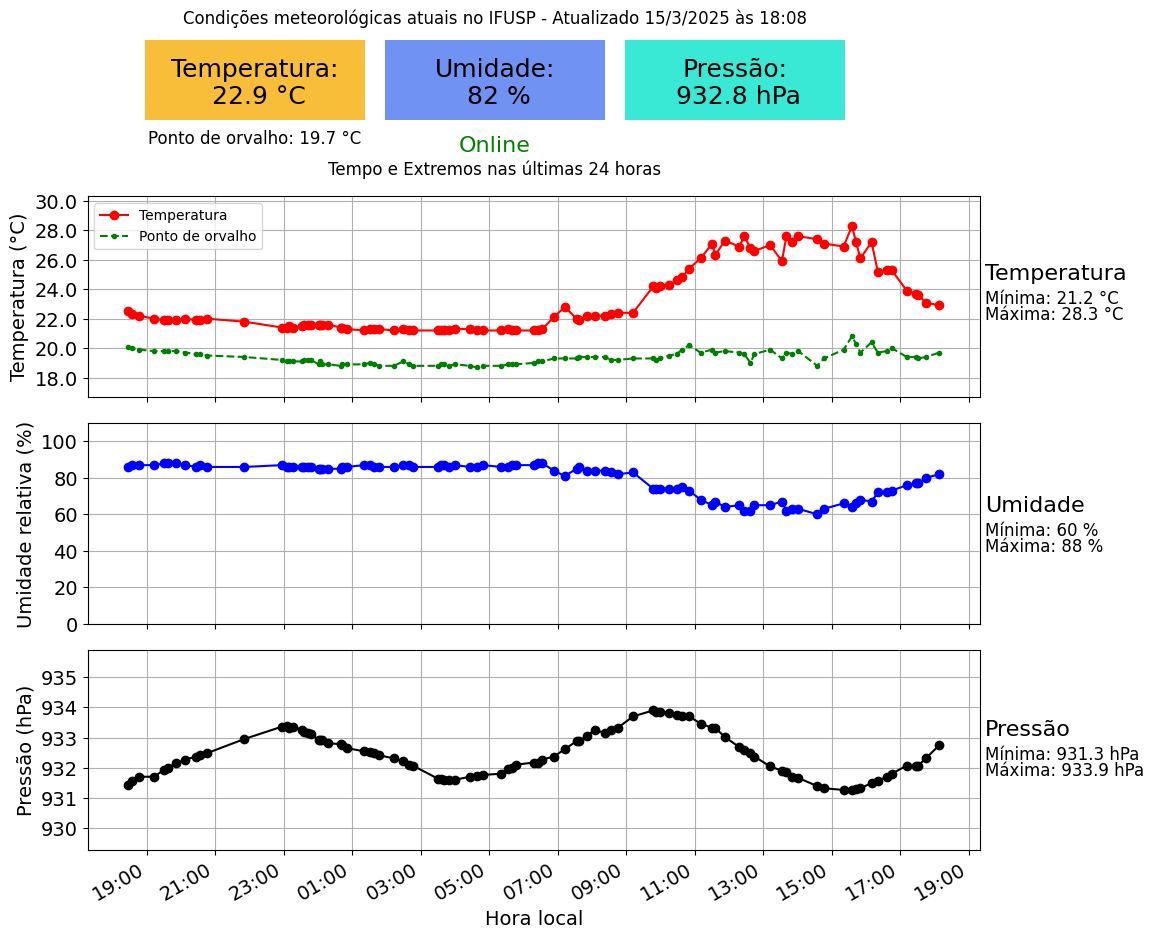 Condições meteorológicas atuais no IFUSP - Atualizado 15/3/2025 às 18:08
Temperatura:
22.9 °C
Umidade:
82 %
Pressão:
932.8 hPa
Ponto de orvalho: 19.7 °C
Online
Tempo e Extremos nas últimas 24 horas
Temperatura (°C)
30.0
28.0
26.0
24.0
22.0
20.0
18.0
Temperatura
Ponto de orvalho
Temperatura
Mínima: 21.2 °C
Máxima: 28.3 °C
Umidade relativa (%)
100
80
60
40
20
0
Umidade
Mínima: 60 %
Máxima: 88 %
Pressão (hPa)
935
934
933
932
931
930
Pressão
Mínima: 931.3 hPa
Máxima: 933.9 hPa
19:00
21:00
23:00
01:00
03:00
05:00
07:00
09:00
11:00
13:00
15:00
17:00
19:00
Hora local